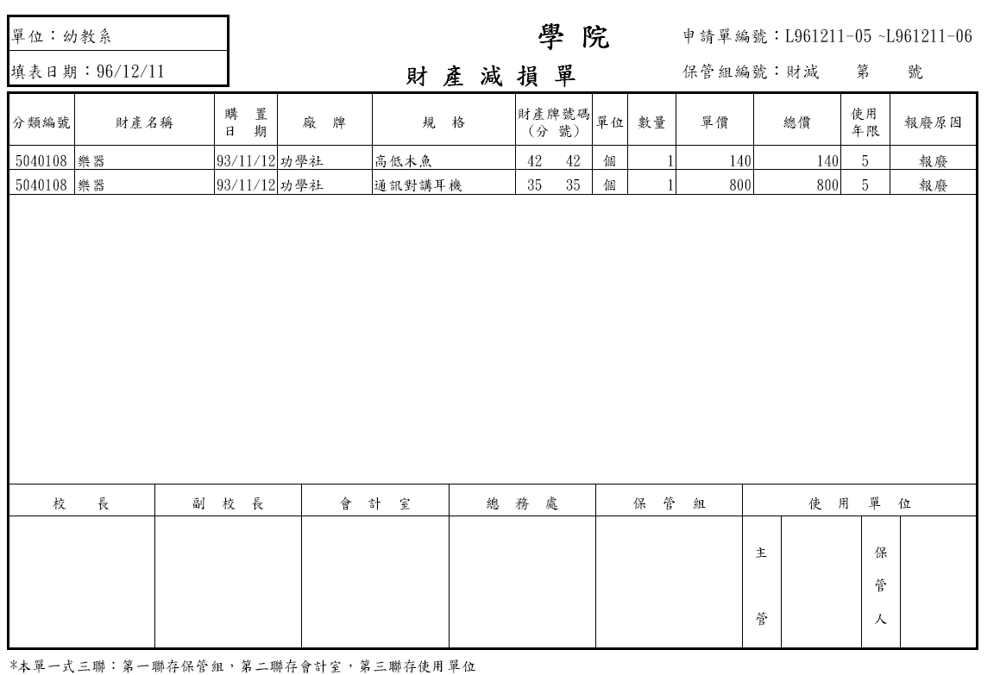 單位：幼教系
學 院
申請單編號：L961211-05 ~L961211-06
填表日期：96/12/11
財 產 減 損 單
保管組編號：財減 第 號
分類編號 財產名稱 購 置 日 期 廠 牌 規 格 財產牌號碼 (分 號) 單位 數量 單價 總價 使用 年限 報廢原因
5040108 樂器 93/11/12 功學社 高低木魚 42 42 個 1 140 140 5 報廢
5040108 樂器 93/11/12 功學社 通訊對講耳機 35 35 個 1 800 800 5 報廢
校 長 副 校 長 會 計 室 總 務 處 保 管 組 使 用 單 位
主 管 保 管 人
*本單一式三聯：第一聯存保管組，第二聯存會計室，第三聯存使用單位